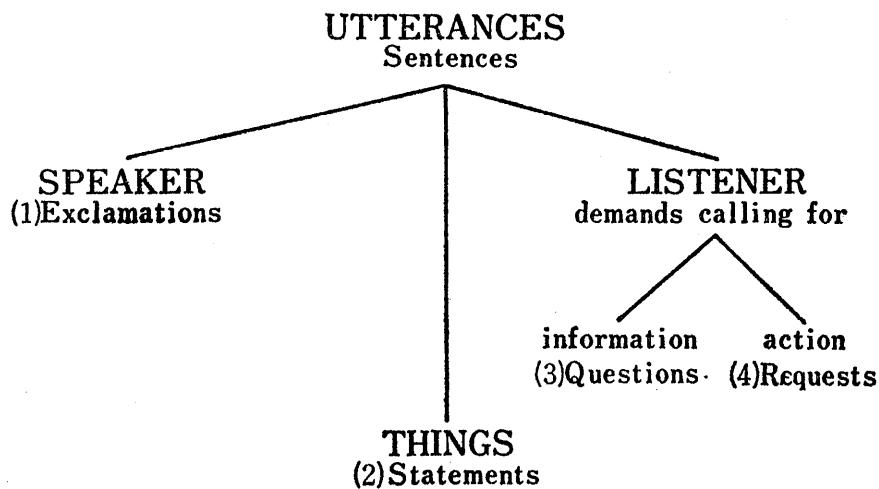 UTTERANCES
Sentences
SPEAKER
(1)Exclamations
LISTENER
demands calling for
information
(3)Questions
action
(4)Requests
THINGS
(2)Statements